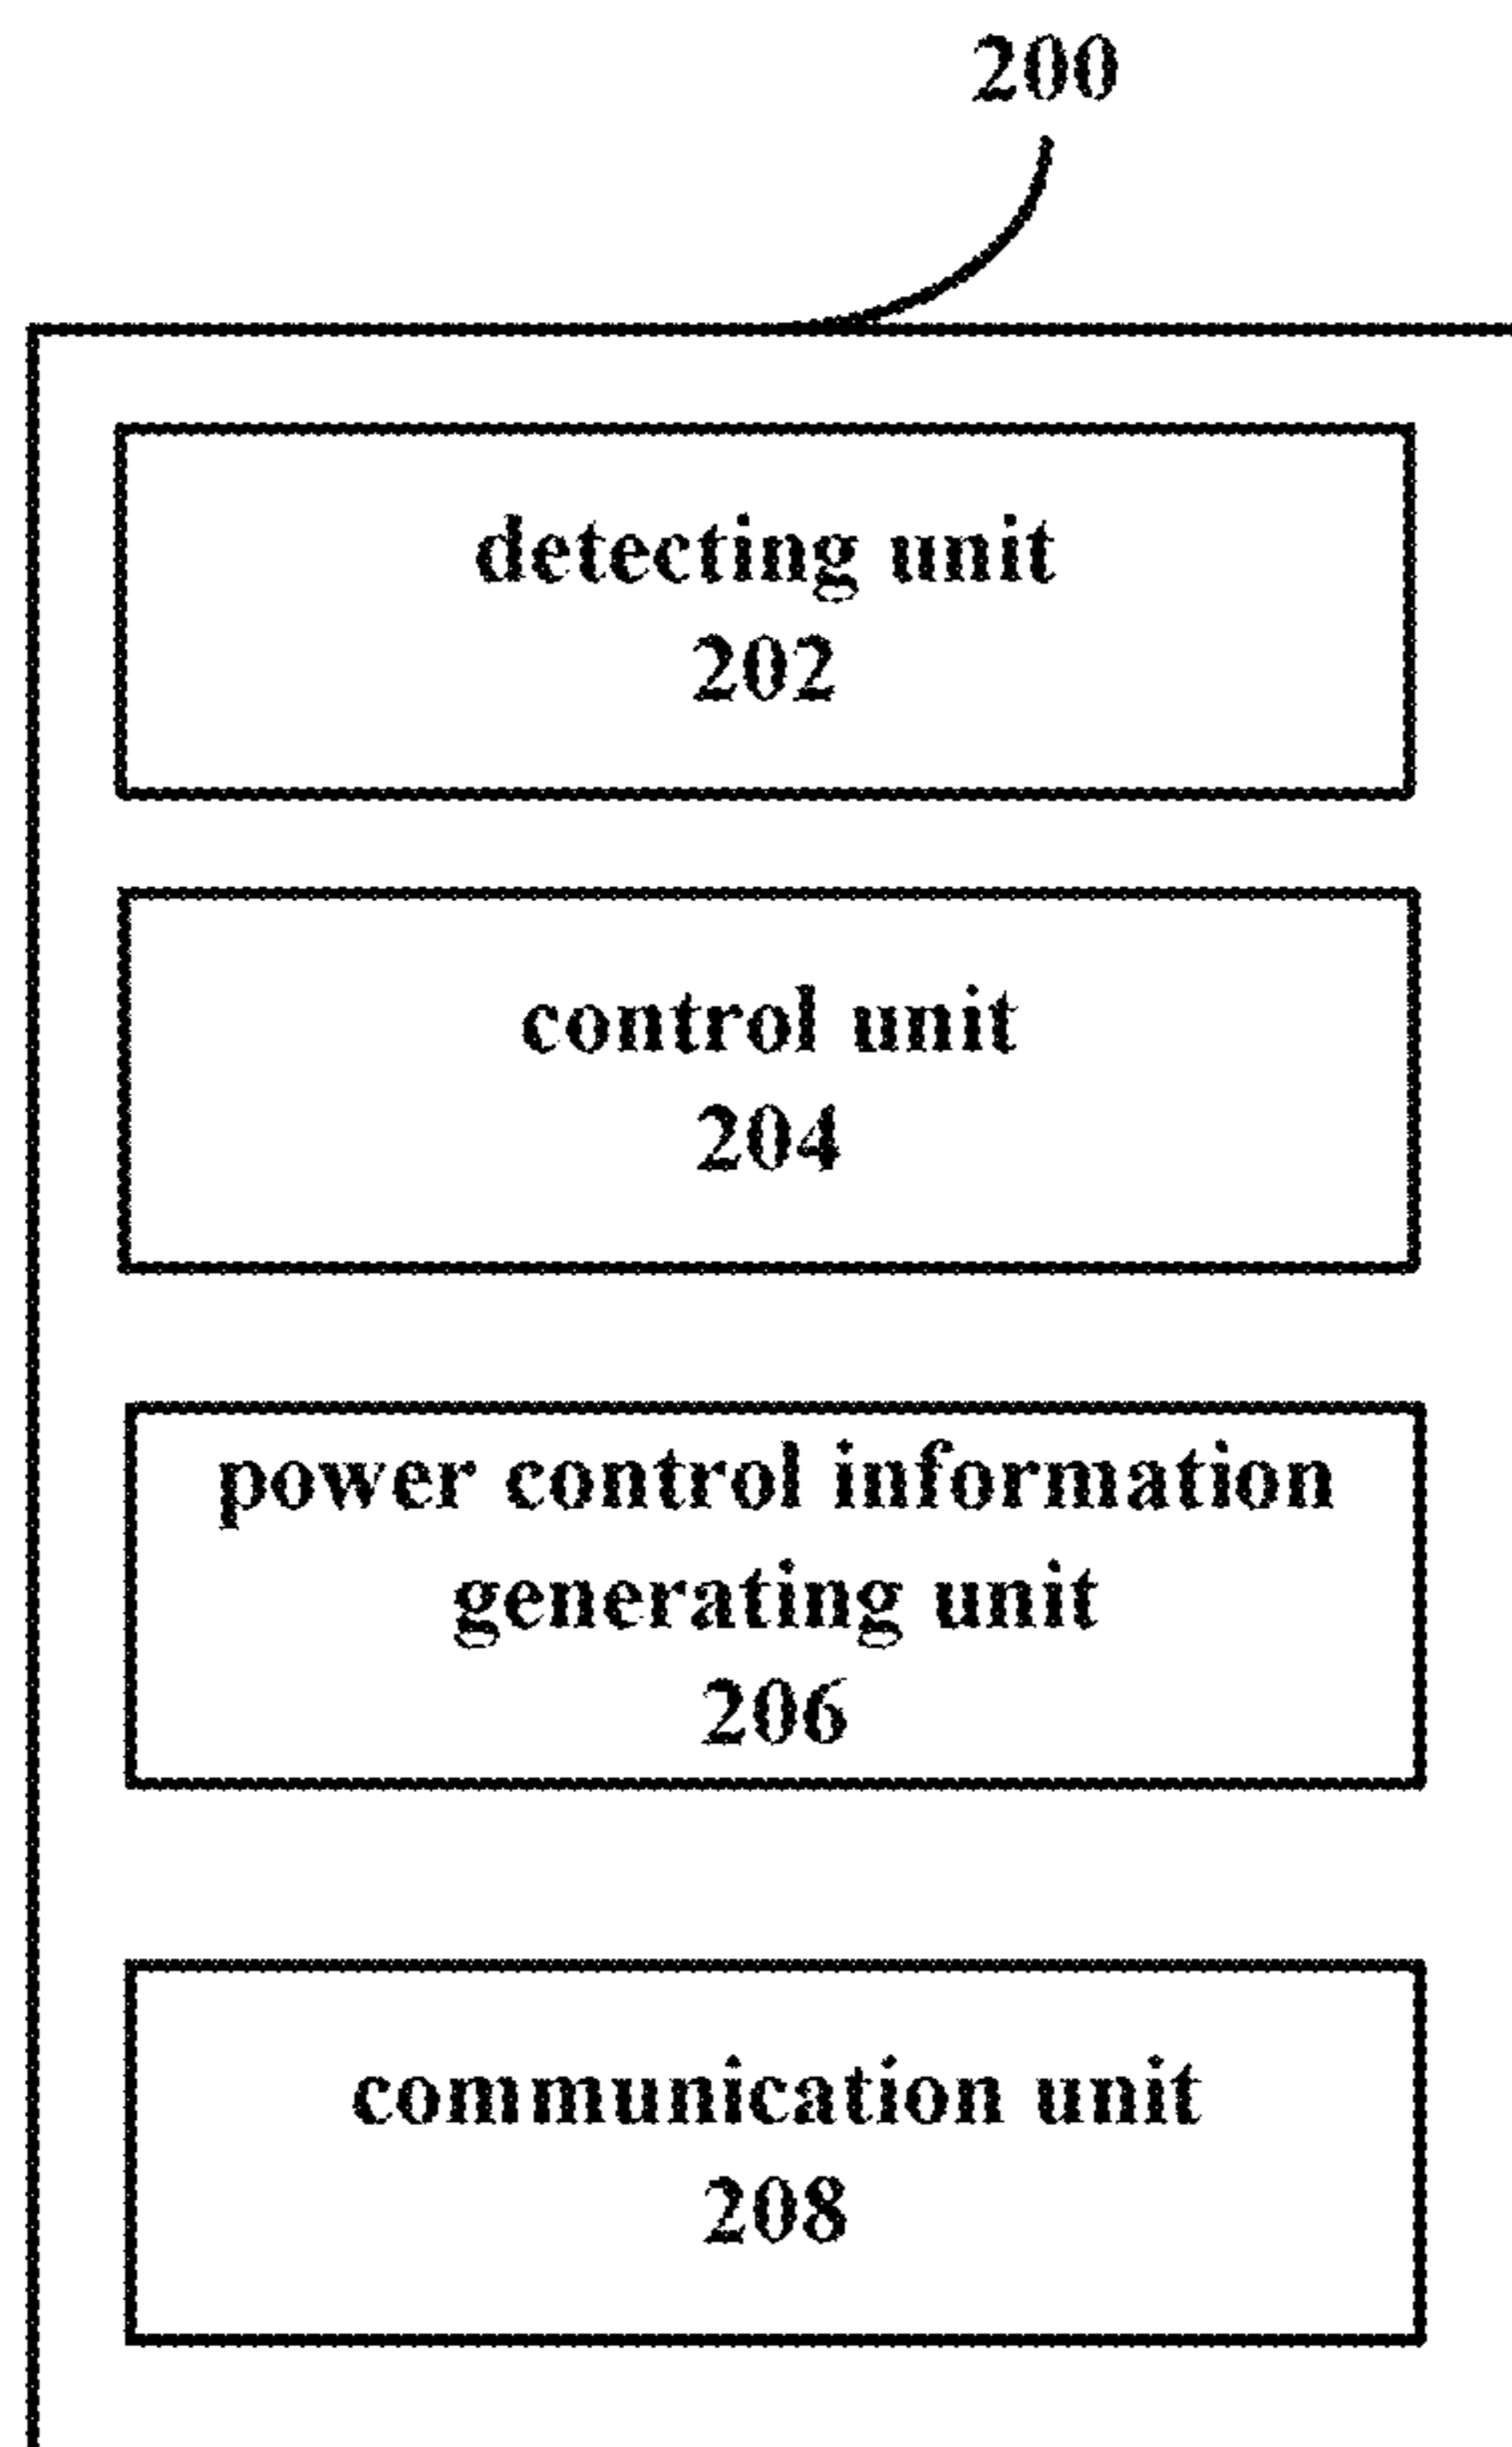 200
detecting unit
202
control unit
204
power control information
generating unit
206
communication unit
208